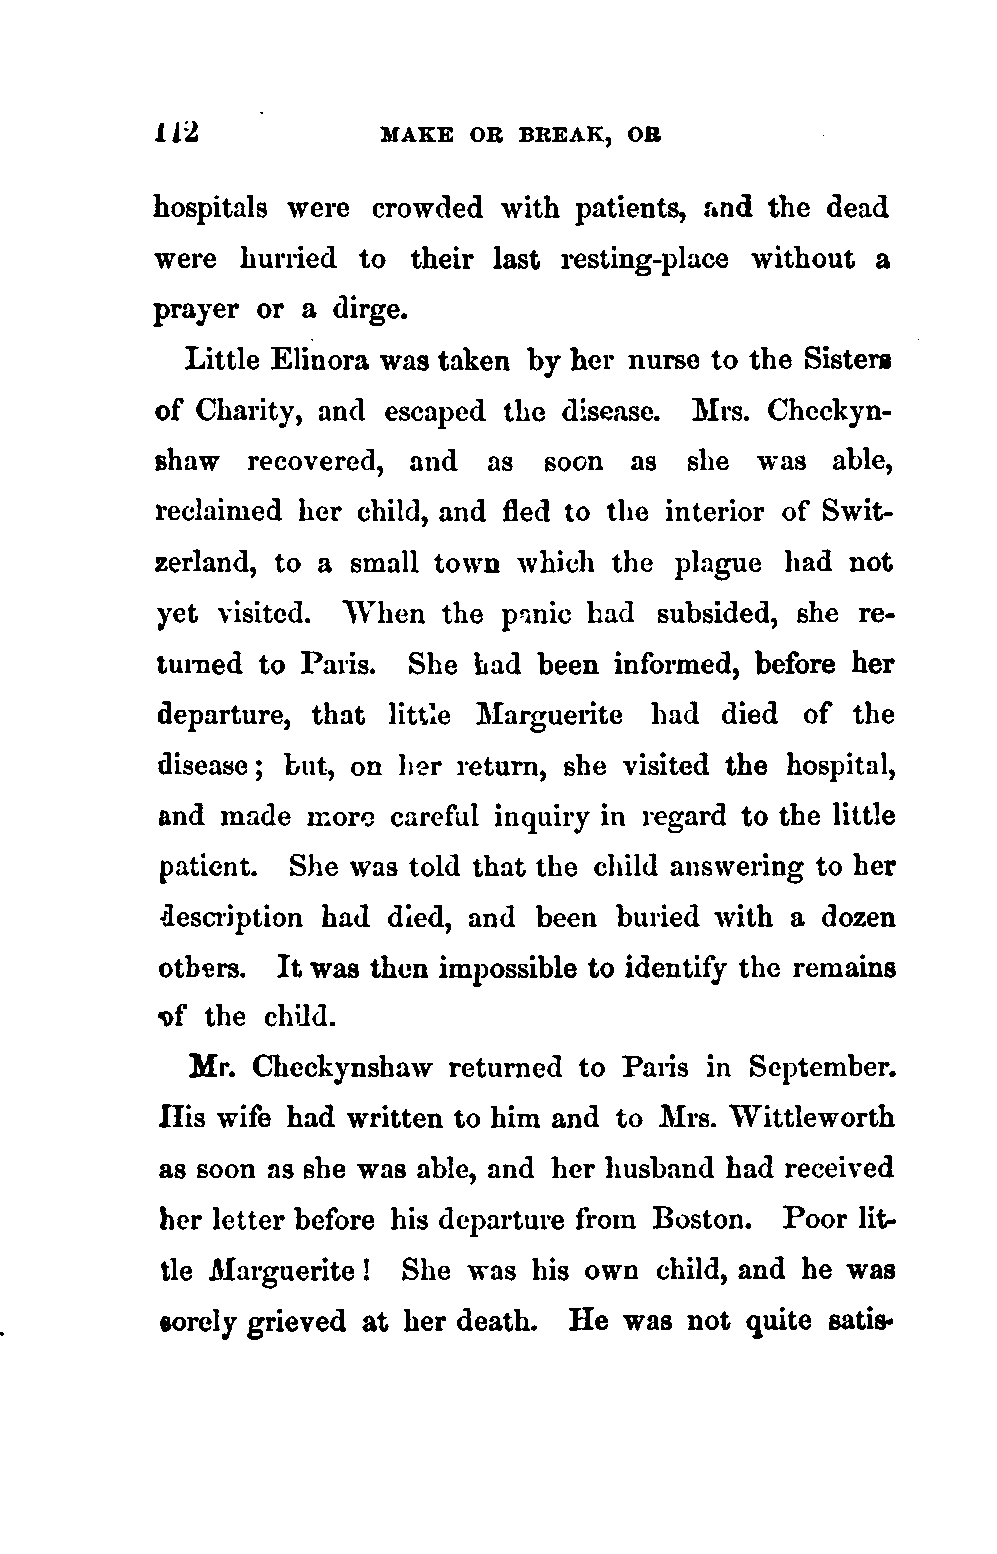 112 MAKE OR BREAK, OR
hospitals were crowded with patients, and the dead
were hurried to their last resting-place without a
prayer or a dirge.
Little Elinora was taken by her nurse to the Sisters
of Charity, and escaped the disease. Mrs. Checkyn-
shaw recovered, and as soon as she was able,
reclaimed her child, and fled to the interior of Swit-
zerland, to a small town which the plague had not
yet visited. When the panic had subsided, she re-
turned to Paris. She had been informed, before her
departure, that little Marguerite had died of the
disease; but, on her return, she visited the hospital,
and made more careful inquiry in regard to the little
patient. She was told that the child answering to her
description had died, and been buried with a dozen
others. It was then impossible to identify the remains
of the child.
Mr. Checkynshaw returned to Paris in September.
His wife had written to him and to Mrs. Wittleworth
as soon as she was able, and her husband had received
her letter before his departure from Boston. Poor lit-
tle Marguerite! She was his own child, and he was
sorely grieved at her death. He was not quite satis-